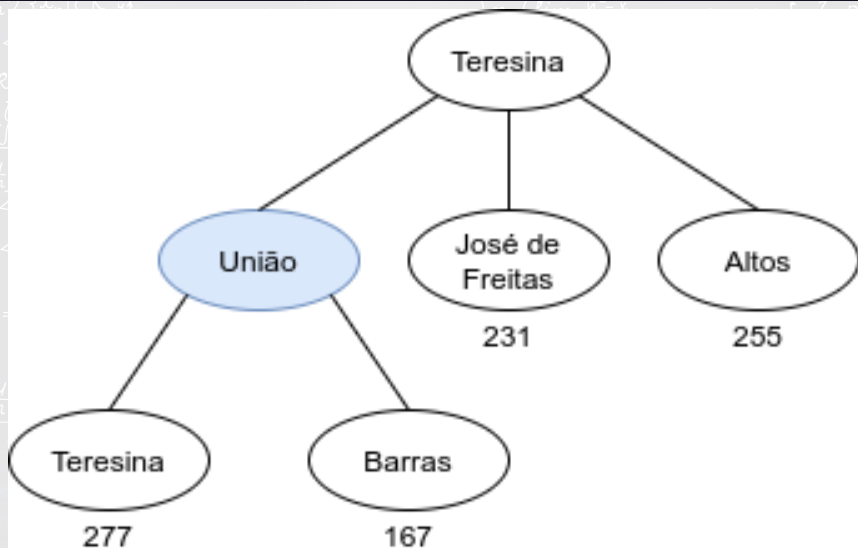 Teresina
União
José de
Freitas
Altos
231
255
Teresina
Barras
277
167